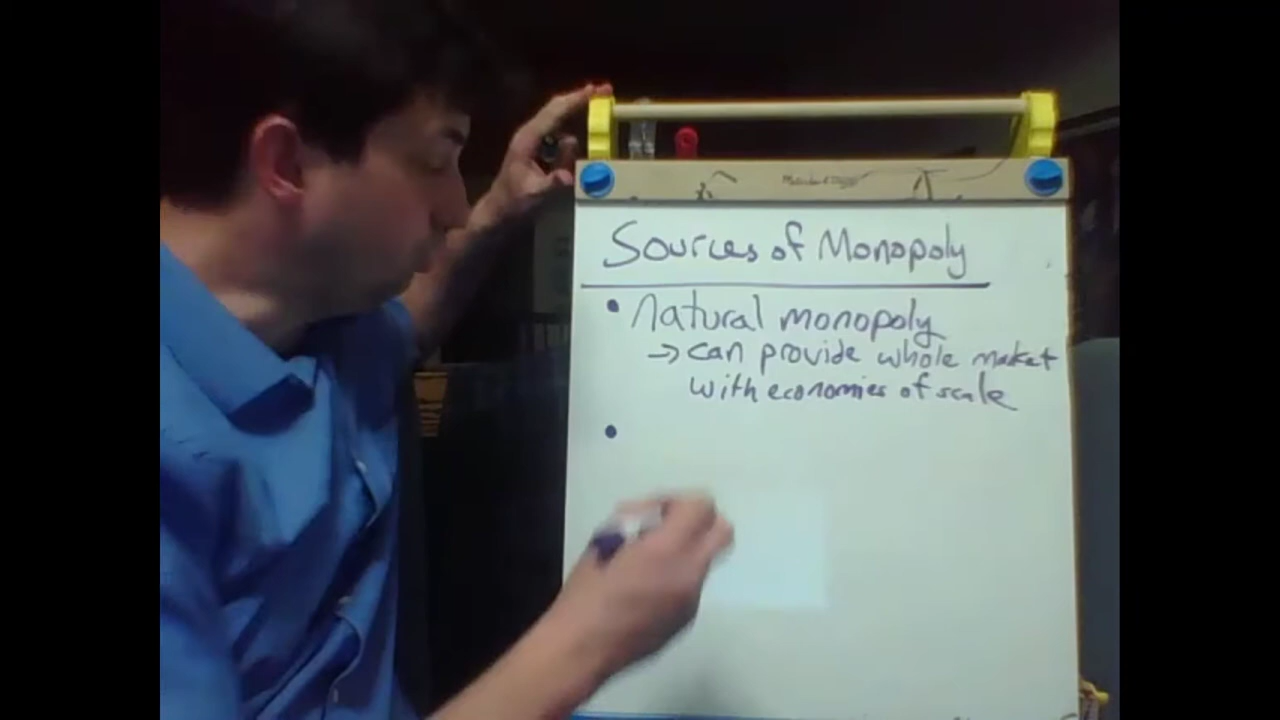 Sources of Monopoly
• natural monopoly
→ can provide whole market
with economies of scale
•